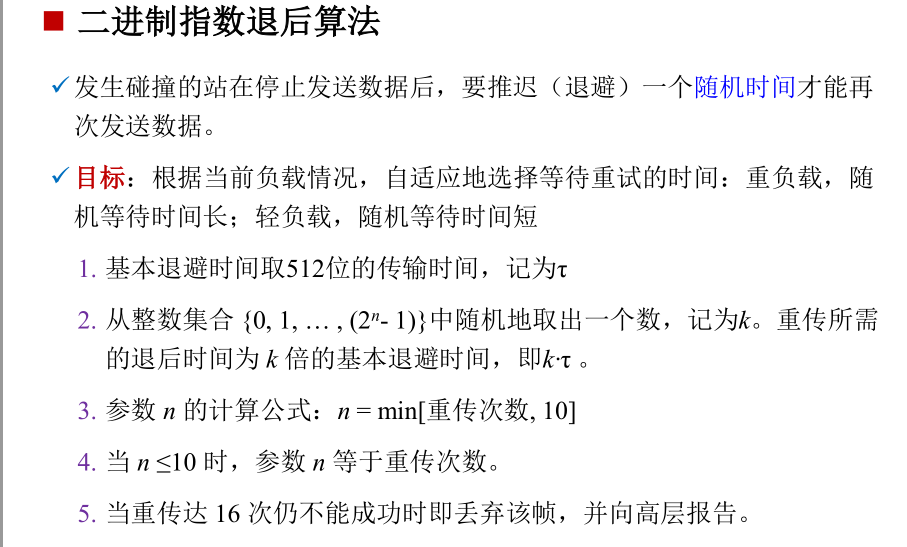 二进制指数退后算法
发生碰撞的站在停止发送数据后，要推迟（退避）一个随机时间才能再
次发送数据。
目标：根据当前负载情况，自适应地选择等待重试的时间：重负载，随
机等待时间长；轻负载，随机等待时间短
1. 基本退避时间取512位的传输时间，记为τ
2. 从整数集合 {0, 1, … , (2ⁿ- 1)}中随机地取出一个数，记为k。重传所需
的退后时间为 k 倍的基本退避时间，即k·τ 。
3. 参数 n 的计算公式：n = min[重传次数, 10]
4. 当 n ≤10 时，参数 n 等于重传次数。
5. 当重传达 16 次仍不能成功时即丢弃该帧，并向高层报告。